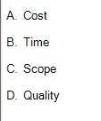 A. Cost
B. Time
C. Scope
D. Quality